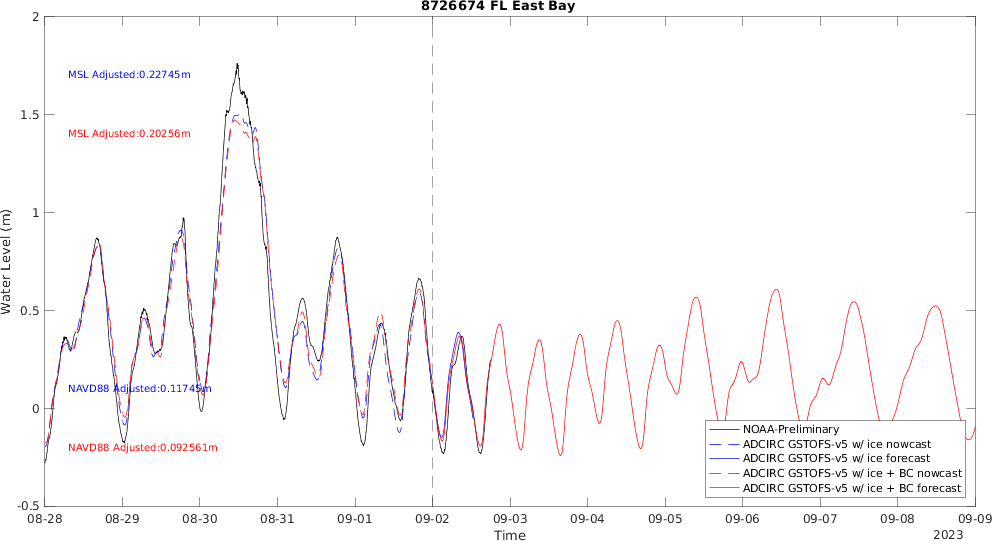 8726674 FL East Bay
2
1.5
1
0.5
0
-0.5
Water Level (m)
MSL Adjusted:0.22745m
MSL Adjusted:0.20256m
NAVD88 Adjusted:0.11745m
NAVD88 Adjusted:0.092561m
NOAA-Preliminary
ADCIRC GSTOFS-v5 w/ ice nowcast
ADCIRC GSTOFS-v5 w/ ice forecast
ADCIRC GSTOFS-v5 w/ ice + BC nowcast
ADCIRC GSTOFS-v5 w/ ice + BC forecast
08-28 08-29 08-30 08-31 09-01 09-02 09-03 09-04 09-05 09-06 09-07 09-08 09-09
Time
2023